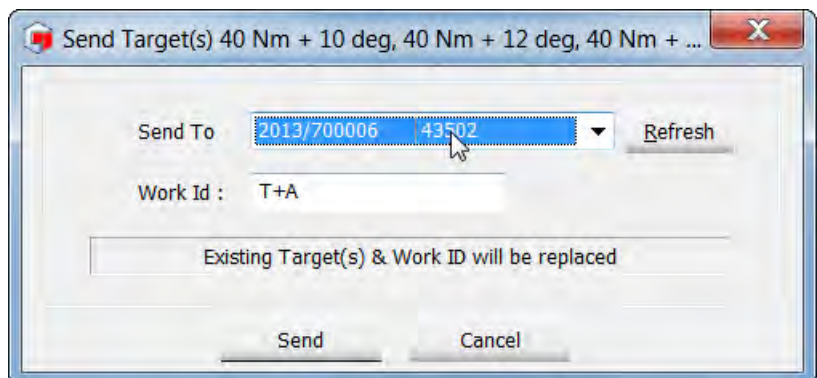 Send Target(s) 40 Nm + 10 deg, 40 Nm + 12 deg, 40 Nm + ...
Send To 2013/700006 43502 Refresh
Work Id : T+A
Existing Target(s) & Work ID will be replaced
Send Cancel